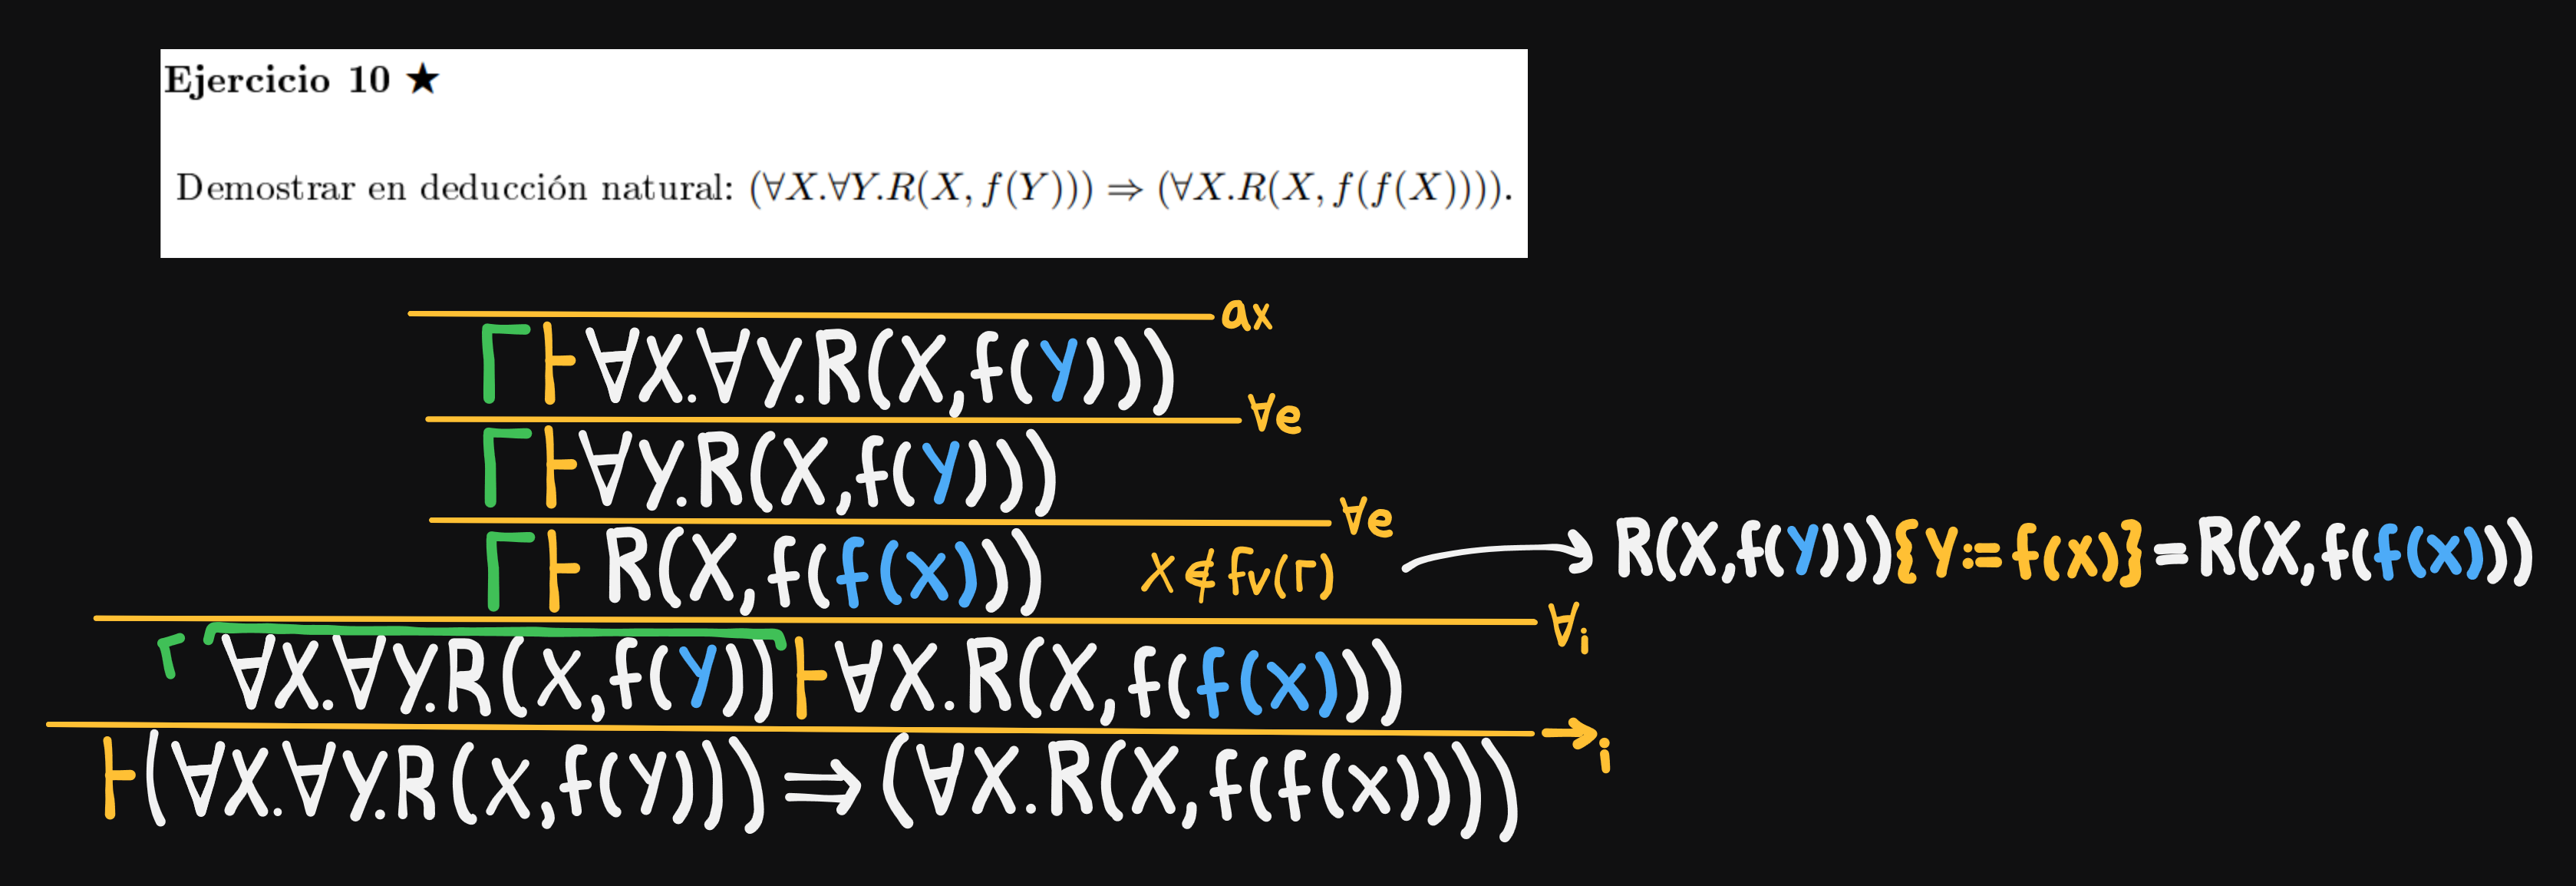 Ejercicio 10 ★
Demostrar en deducción natural: (∀X.∀Y.R(X, f(Y))) ⇒ (∀X.R(X, f(f(X)))).
ax
Γ ⊢ ∀X.∀Y.R(X,f(Y)))
∀e
Γ ⊢ ∀Y.R(X,f(Y)))
∀e
Γ ⊢ R(X,f(f(x))) X ∉ fv(Γ) → R(X,f(Y))){Y:=f(x)}=R(X,f(f(x)))
∀i
Γ ∀X.∀Y.R(X,f(Y)) ⊢ ∀X.R(X,f(f(x)))
→i
⊢(∀X.∀Y.R(X,f(Y))) ⇒ (∀X.R(X,f(f(x))))